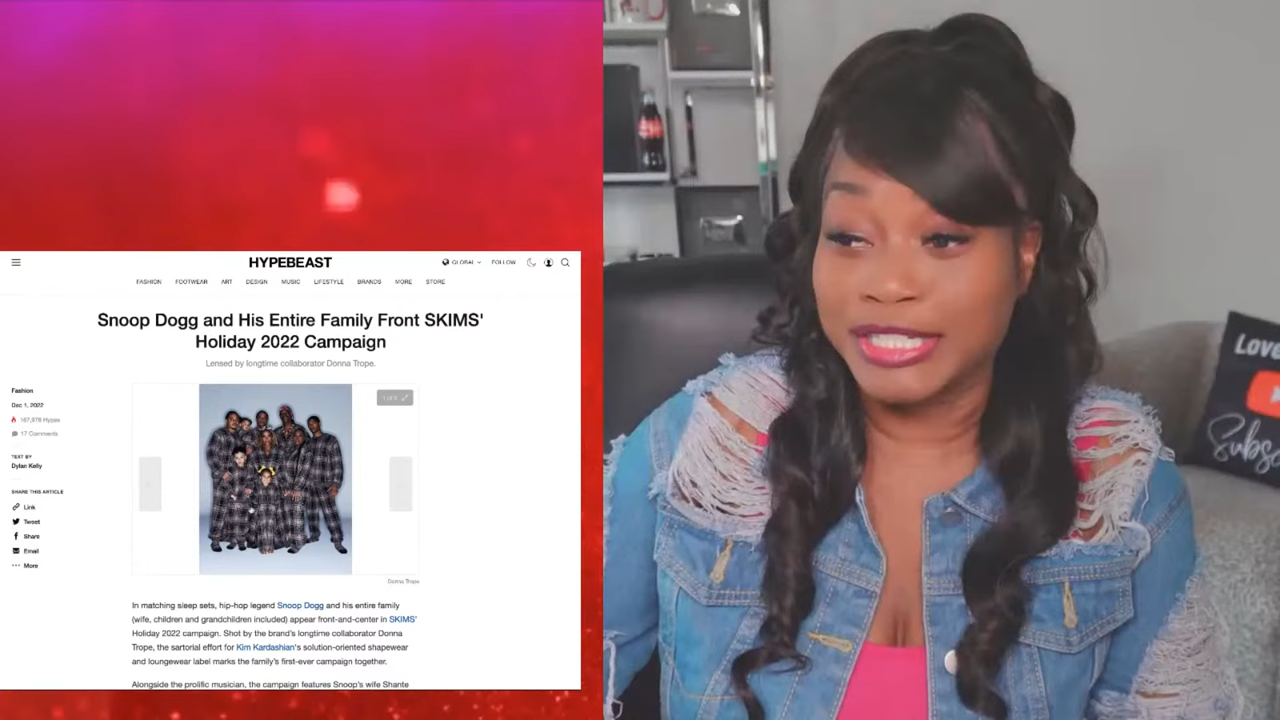 HYPEBEAST
GLOBAL
FOLLOW
FASHION FOOTWEAR ART DESIGN MUSIC LIFESTYLE BRANDS MORE STORE
Snoop Dogg and His Entire Family Front SKIMS'
Holiday 2022 Campaign
Lensed by longtime collaborator Donna Trope.
Fashion
Dec 1, 2022
17 Comments
TEXT BY
Dylan Kelly
SHARE THIS ARTICLE
Link
Tweet
Share
Email
More
Donna Trope
In matching sleep sets, hip-hop legend Snoop Dogg and his entire family
(wife, children and grandchildren included) appear front-and-center in SKIMS'
Holiday 2022 campaign. Shot by the brand's longtime collaborator Donna
Trope, the sartorial effort for Kim Kardashian's solution-oriented shapewear
and loungewear label marks the family's first-ever campaign together.
Alongside the prolific musician, the campaign features Snoop's wife Shante
Love